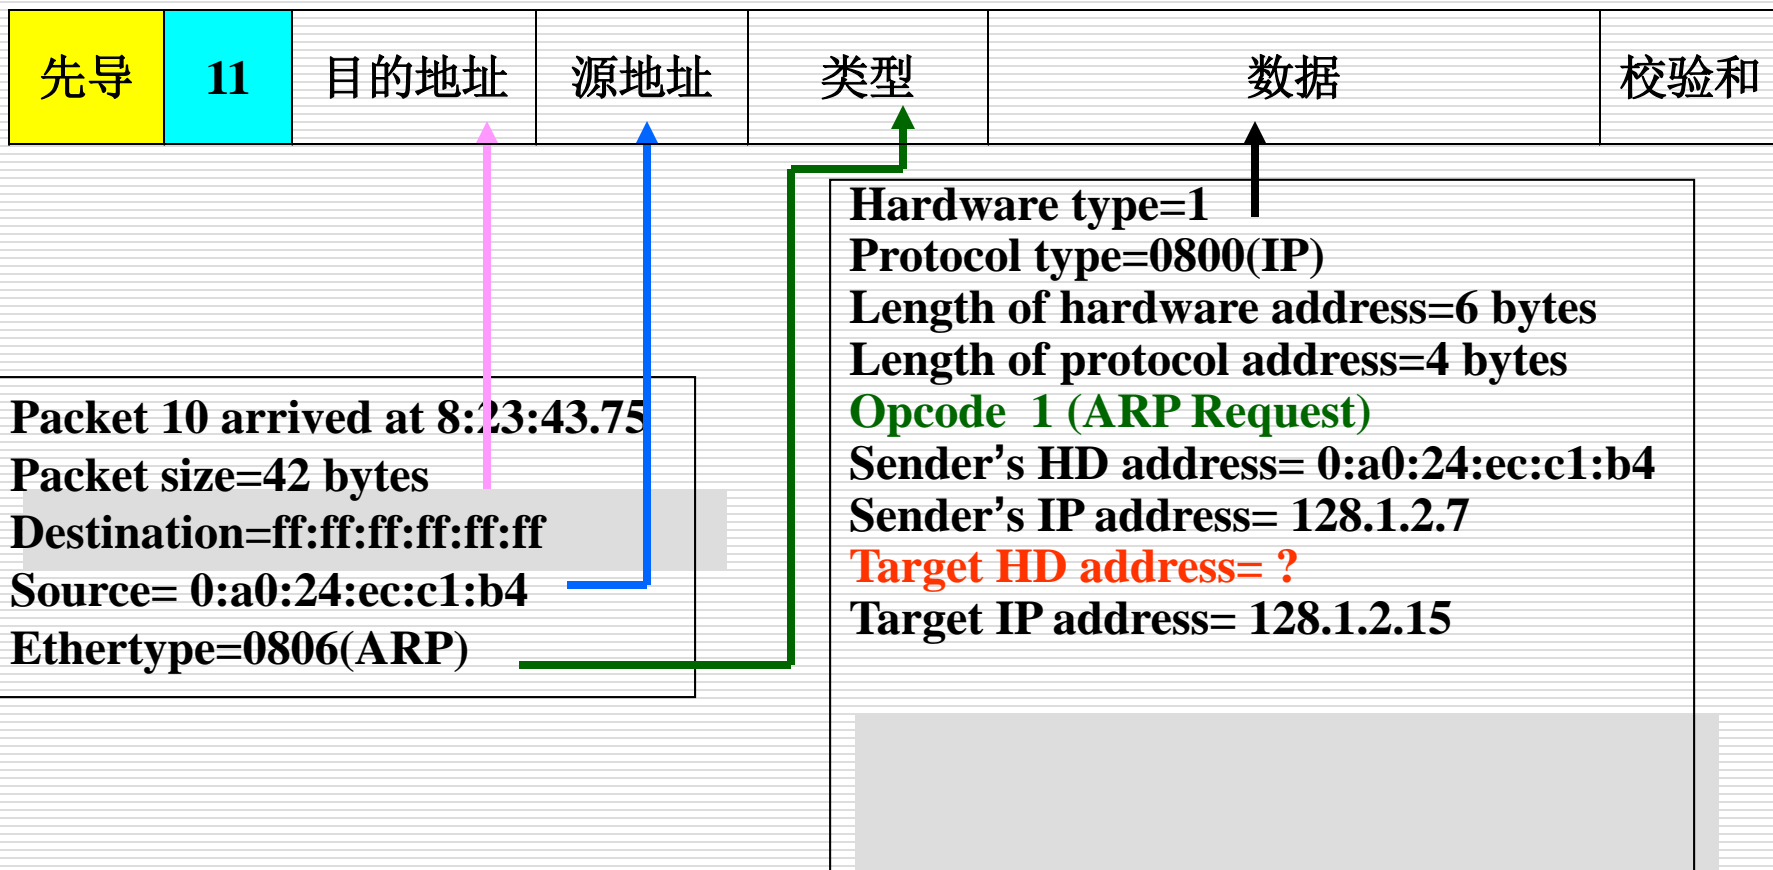 先导 11 目的地址 源地址 类型 数据 校验和
Packet 10 arrived at 8:23:43.75
Packet size=42 bytes
Destination=ff:ff:ff:ff:ff:ff
Source= 0:a0:24:ec:c1:b4
Ethertype=0806(ARP)
Hardware type=1
Protocol type=0800(IP)
Length of hardware address=6 bytes
Length of protocol address=4 bytes
Opcode 1 (ARP Request)
Sender’s HD address= 0:a0:24:ec:c1:b4
Sender’s IP address= 128.1.2.7
Target HD address= ?
Target IP address= 128.1.2.15